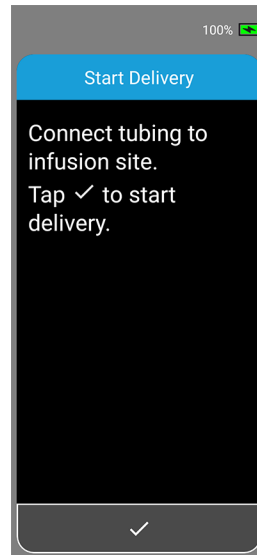 100%
Start Delivery
Connect tubing to
infusion site.
Tap ✓ to start
delivery.